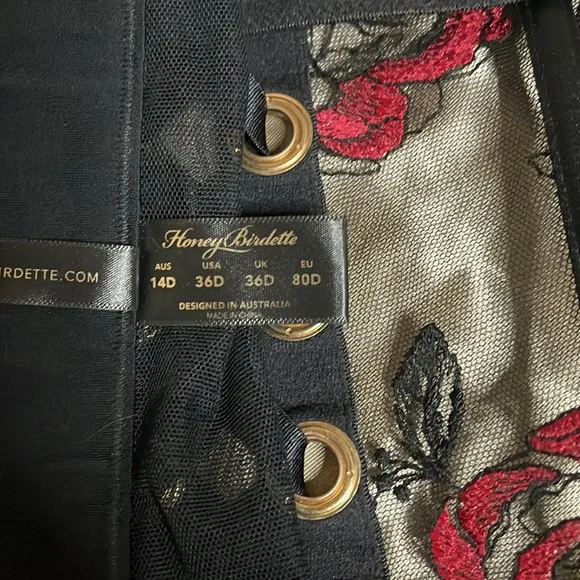 Honey Birdette
AUS USA UK EU
14D 36D 36D 80D
DESIGNED IN AUSTRALIA
MADE IN CHINA
IRDETTE.COM